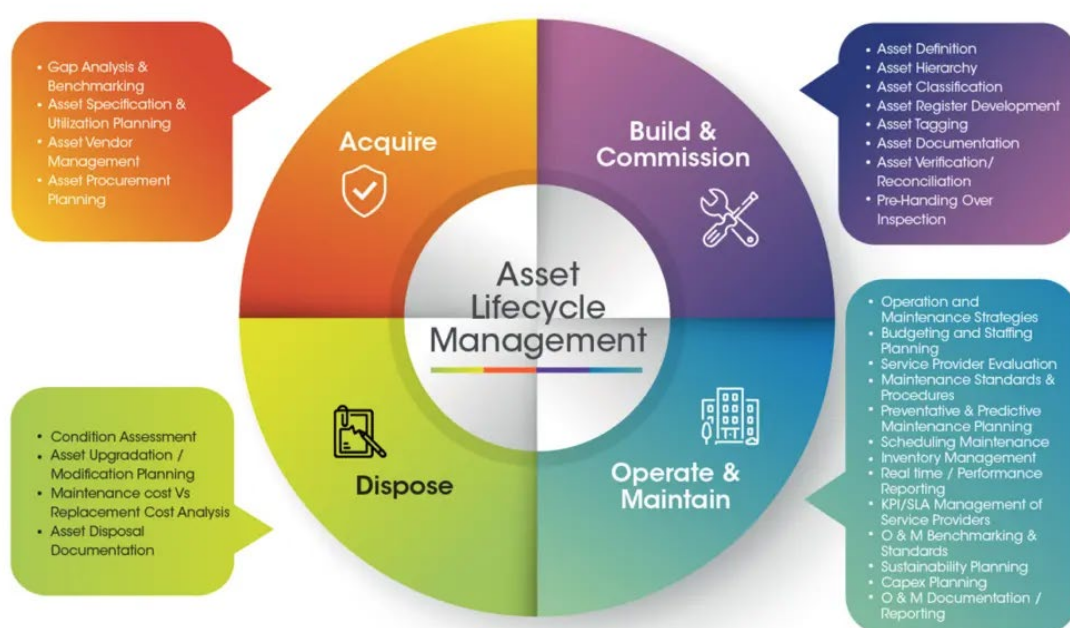 • Gap Analysis &
Benchmarking
• Asset Specification &
Utilization Planning
• Asset Vendor
Management
• Asset Procurement
Planning
Acquire
Build &
Commission
• Asset Definition
• Asset Hierarchy
• Asset Classification
• Asset Register Development
• Asset Tagging
• Asset Documentation
• Asset Verification/
Reconciliation
• Pre-Handing Over
Inspection
Asset
Lifecycle
Management
Dispose
• Condition Assessment
• Asset Upgradation /
Modification Planning
• Maintenance cost Vs
Replacement Cost Analysis
• Asset Disposal
Documentation
Operate &
Maintain
• Operation and
Maintenance Strategies
• Budgeting and Staffing
Planning
• Service Provider Evaluation
• Maintenance Standards &
Procedures
• Preventative & Predictive
Maintenance Planning
• Scheduling Maintenance
• Inventory Management
• Real time / Performance
Reporting
• KPI/SLA Management of
Service Providers
• O & M Benchmarking &
Standards
• Sustainability Planning
• Capex Planning
• O & M Documentation /
Reporting